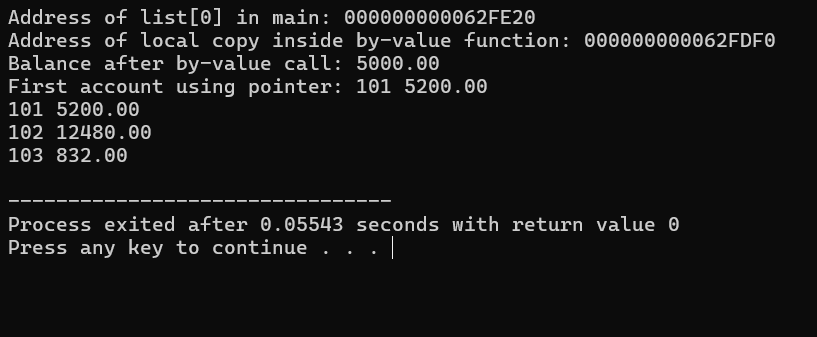 Address of list[0] in main: 000000000062FE20
Address of local copy inside by-value function: 000000000062FDF0
Balance after by-value call: 5000.00
First account using pointer: 101 5200.00
101 5200.00
102 12480.00
103 832.00
--------------------------------
Process exited after 0.05543 seconds with return value 0
Press any key to continue . . .